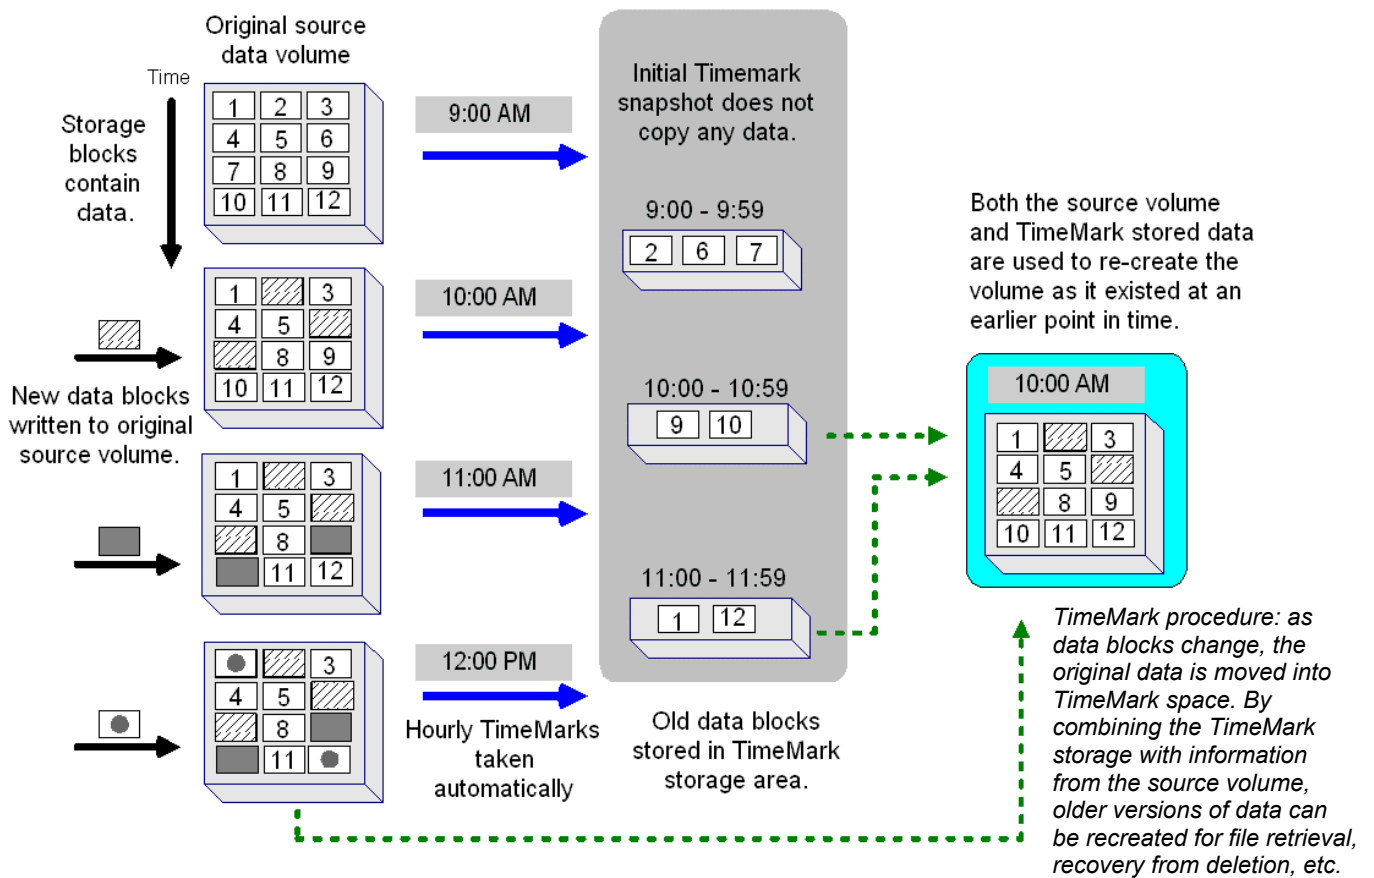 Original source
data volume
Time
Storage
blocks
contain
data.
1 2 3
4 5 6
7 8 9
10 11 12
9:00 AM
Initial Timemark
snapshot does not
copy any data.
9:00 - 9:59
2 6 7
1 3
4 5
8 9
10 11 12
10:00 AM
New data blocks
written to original
source volume.
10:00 - 10:59
9 10
1 3
4 5
8
11 12
11:00 AM
11:00 - 11:59
1 12
3
4 5
8
11
12:00 PM
Hourly TimeMarks
taken
automatically
Old data blocks
stored in TimeMark
storage area.
Both the source volume
and TimeMark stored data
are used to re-create the
volume as it existed at an
earlier point in time.
10:00 AM
1 3
4 5
8 9
10 11 12
TimeMark procedure: as
data blocks change, the
original data is moved into
TimeMark space. By
combining the TimeMark
storage with information
from the source volume,
older versions of data can
be recreated for file retrieval,
recovery from deletion, etc.